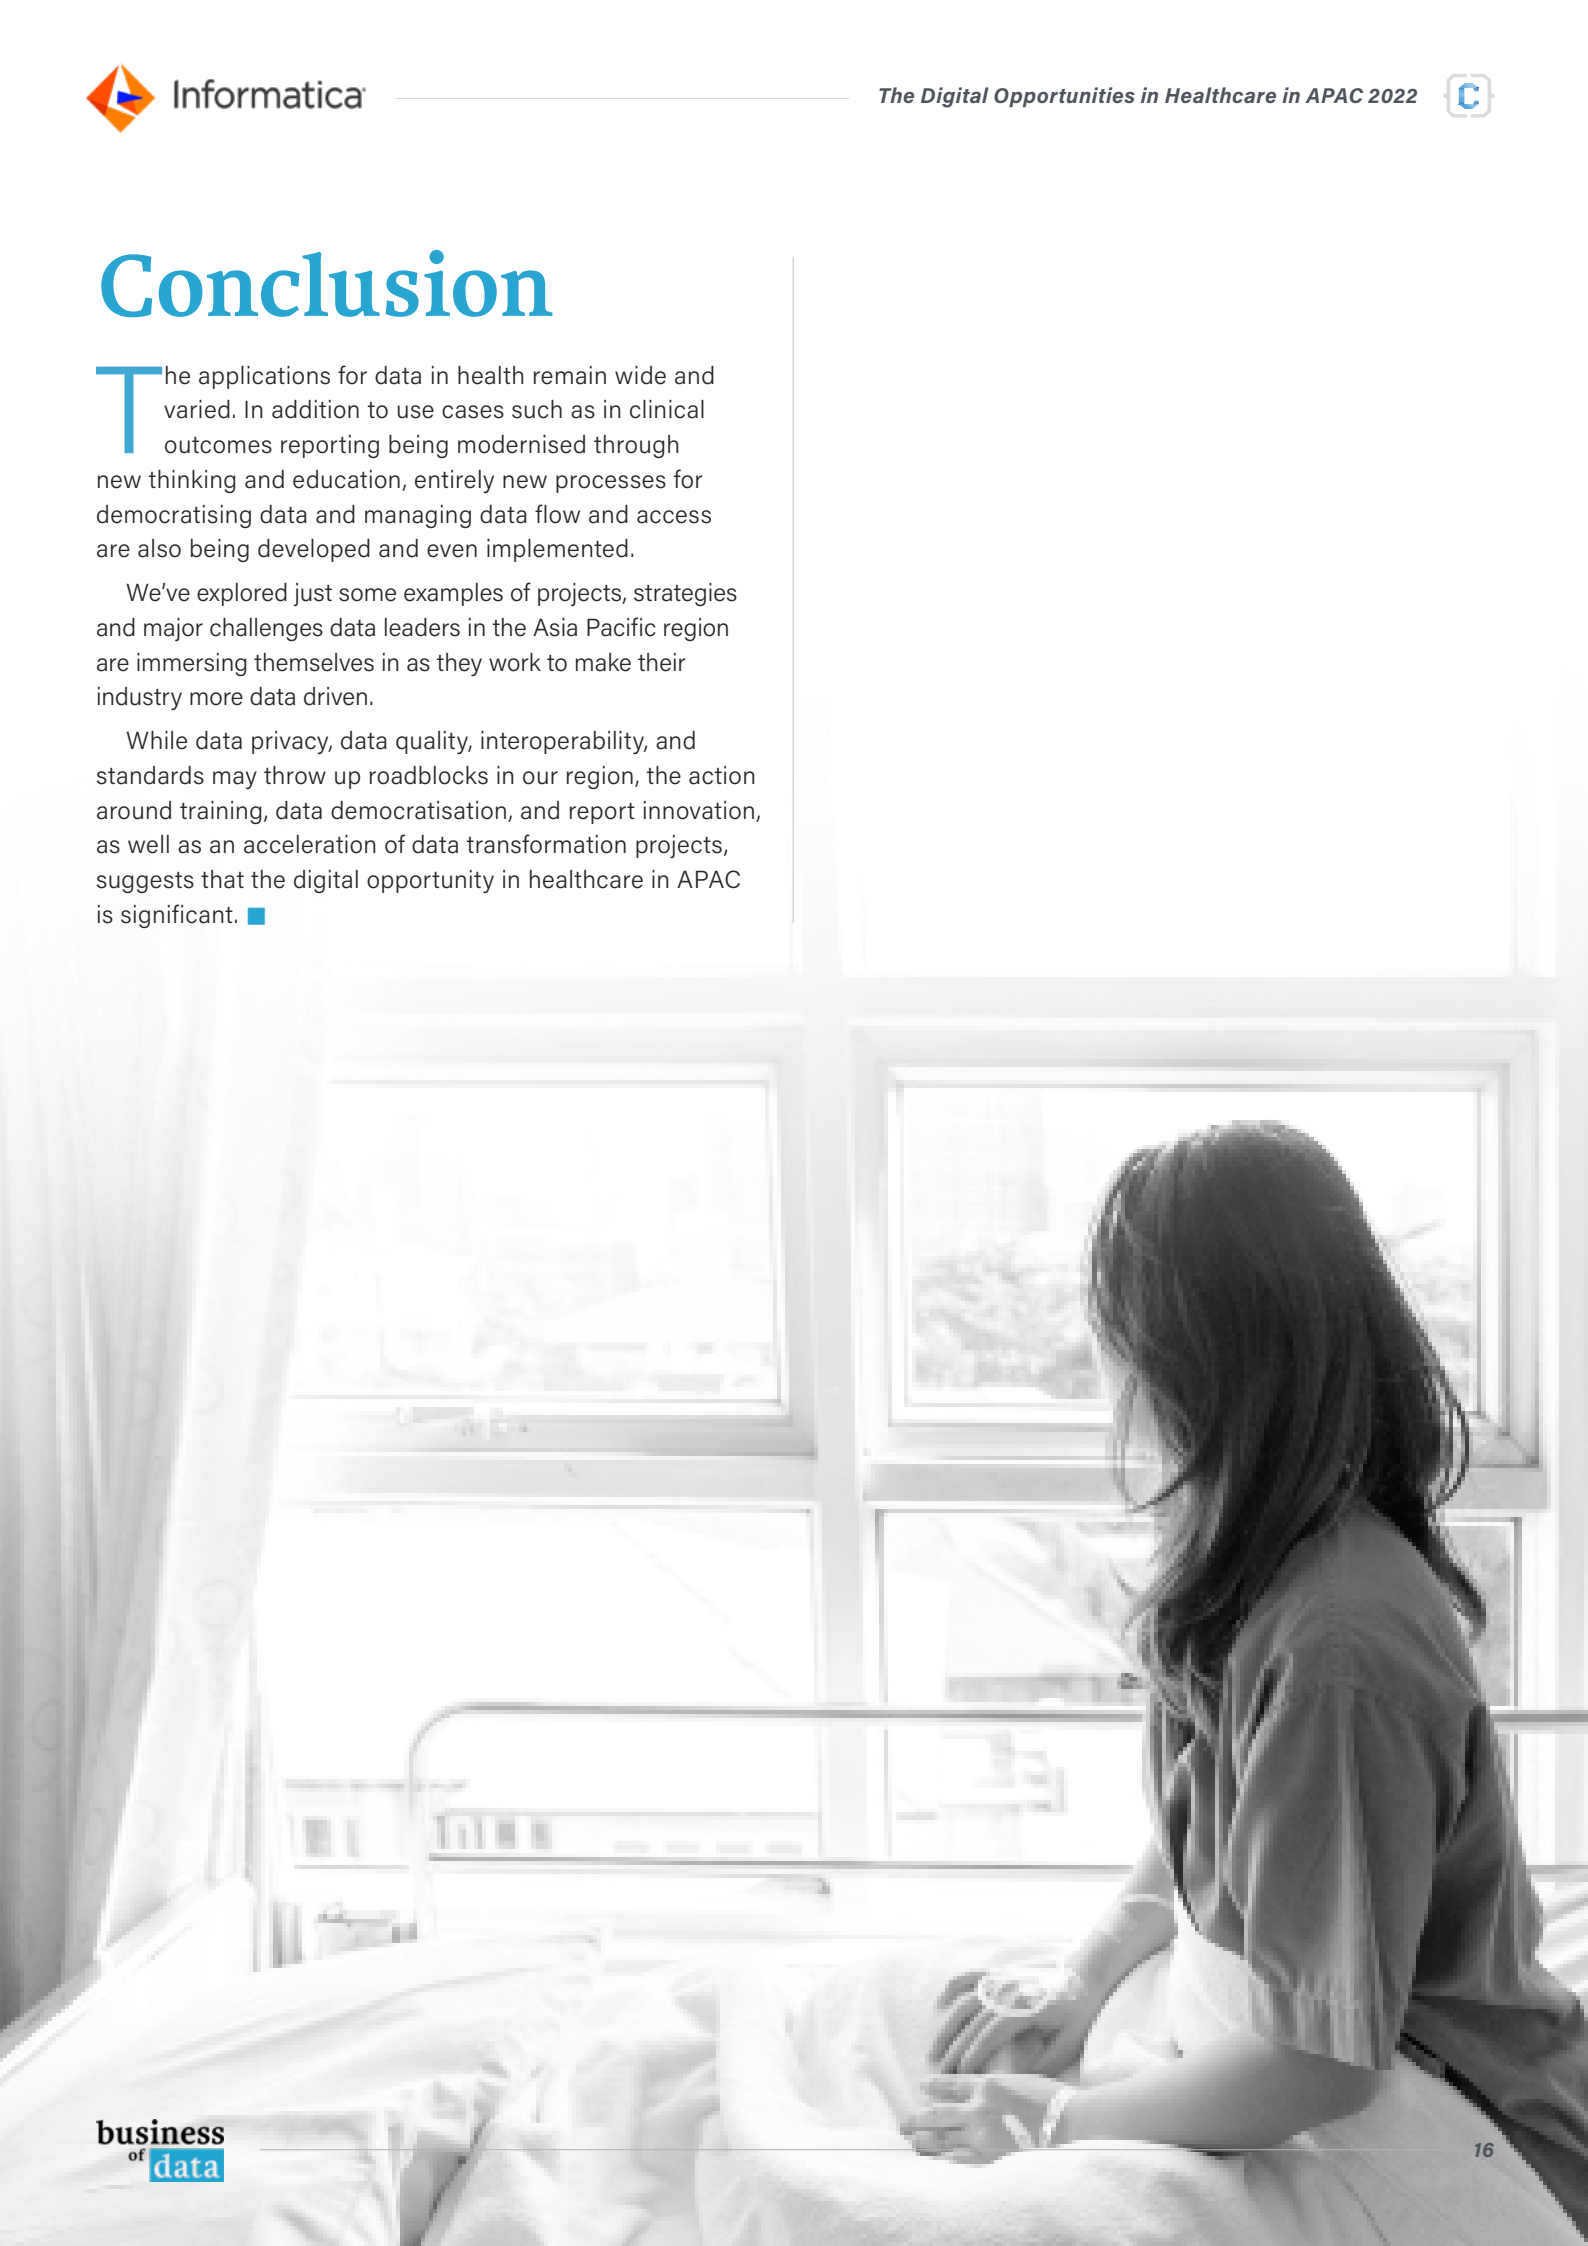 Informatica
The Digital Opportunities in Healthcare in APAC 2022
C
Conclusion
The applications for data in health remain wide and
varied. In addition to use cases such as in clinical
outcomes reporting being modernised through
new thinking and education, entirely new processes for
democratising data and managing data flow and access
are also being developed and even implemented.
We’ve explored just some examples of projects, strategies
and major challenges data leaders in the Asia Pacific region
are immersing themselves in as they work to make their
industry more data driven.
While data privacy, data quality, interoperability, and
standards may throw up roadblocks in our region, the action
around training, data democratisation, and report innovation,
as well as an acceleration of data transformation projects,
suggests that the digital opportunity in healthcare in APAC
is significant.
business
of data
16